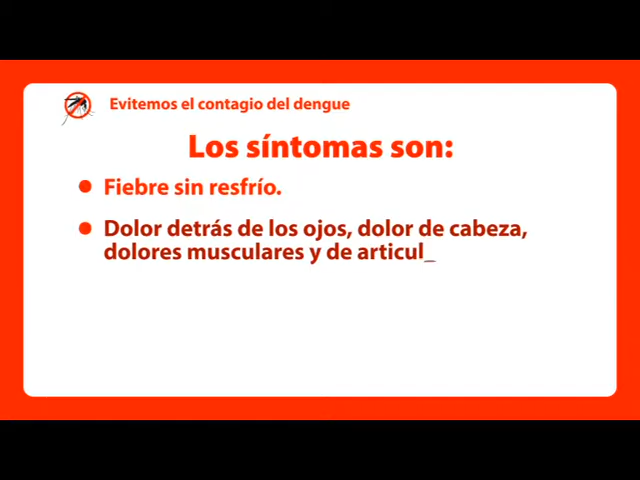 Evitemos el contagio del dengue
Los síntomas son:
Fiebre sin resfrío.
Dolor detrás de los ojos, dolor de cabeza,
dolores musculares y de articul_